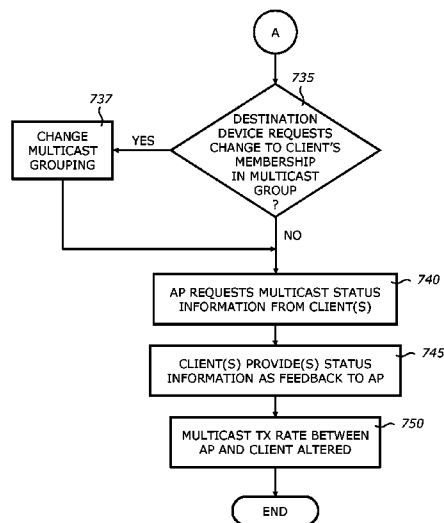 A
735
DESTINATION
DEVICE REQUESTS
CHANGE TO CLIENT'S
MEMBERSHIP
IN MULTICAST
GROUP
?
737
CHANGE
MULTICAST
GROUPING
YES
NO
740
AP REQUESTS MULTICAST STATUS
INFORMATION FROM CLIENT(S)
745
CLIENT(S) PROVIDE(S) STATUS
INFORMATION AS FEEDBACK TO AP
750
MULTICAST TX RATE BETWEEN
AP AND CLIENT ALTERED
END